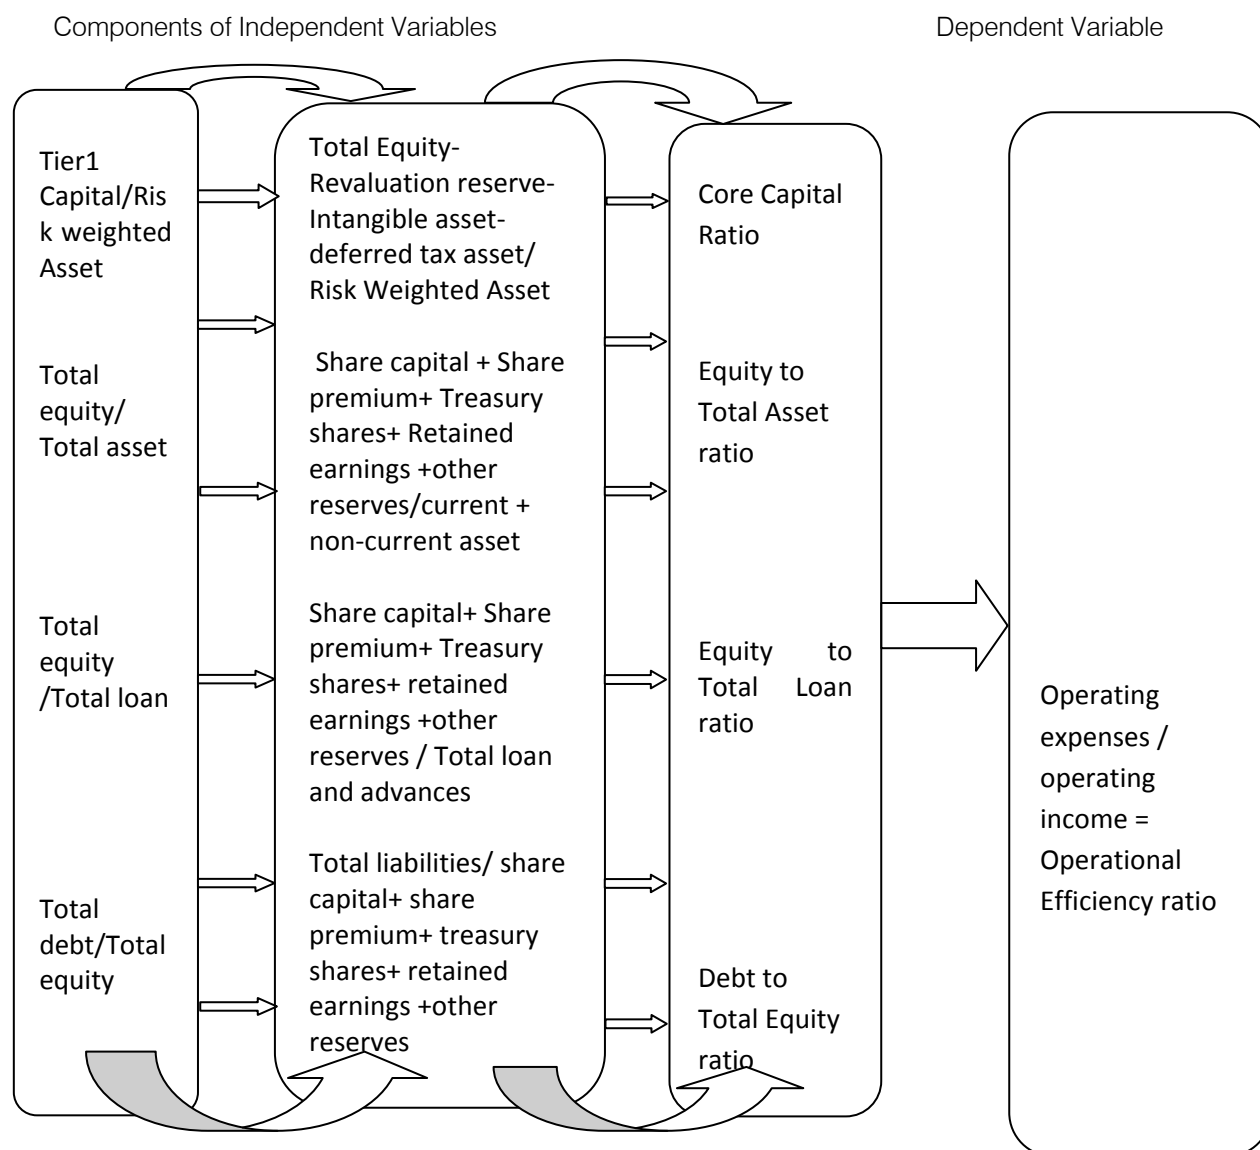 Components of Independent Variables
Dependent Variable
Tier1
Capital/Ris
k weighted
Asset
Total
equity/
Total asset
Total
equity
/Total loan
Total
debt/Total
equity
Total Equity-
Revaluation reserve-
Intangible asset-
deferred tax asset/
Risk Weighted Asset
Share capital + Share
premium+ Treasury
shares+ Retained
earnings +other
reserves/current +
non-current asset
Share capital+ Share
premium+ Treasury
shares+ retained
earnings +other
reserves / Total loan
and advances
Total liabilities/ share
capital+ share
premium+ treasury
shares+ retained
earnings +other
reserves
Core Capital
Ratio
Equity to
Total Asset
ratio
Equity to
Total Loan
ratio
Debt to
Total Equity
ratio
Operating
expenses /
operating
income =
Operational
Efficiency ratio